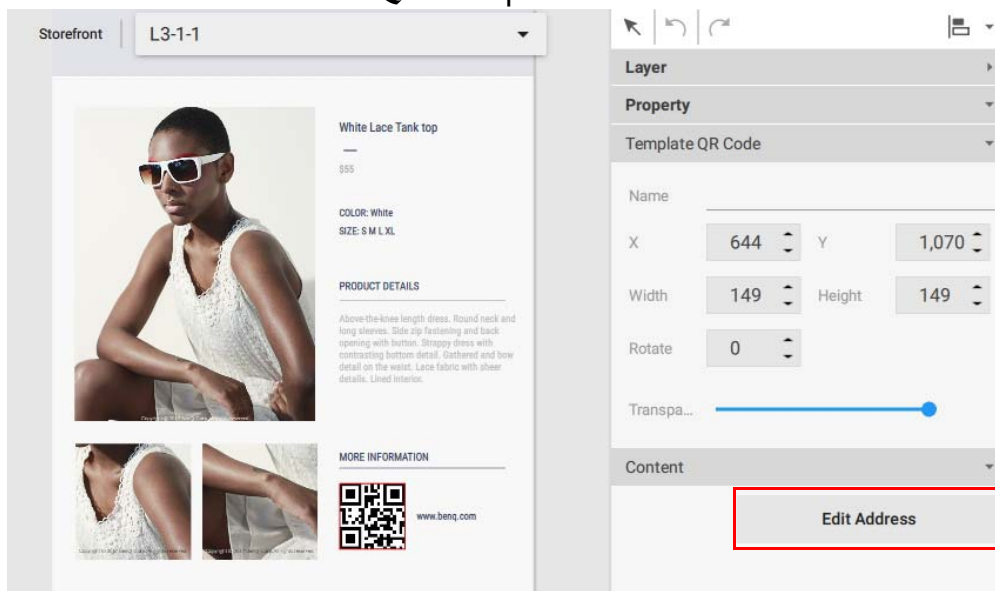 Storefront
L3-1-1
White Lace Tank top
$55
COLOR: White
SIZE: S M L XL
PRODUCT DETAILS
Above-the-knee length dress. Round neck and
long sleeves. Side zip fastening and back
opening with button. Strappy dress with
contrasting bottom detail. Gathered and bow
detail on the waist. Lace fabric with sheer
details. Lined interior.
MORE INFORMATION
www.benq.com
Layer
Property
Template QR Code
Name
X 644 Y 1,070
Width 149 Height 149
Rotate 0
Transpa...
Content
Edit Address